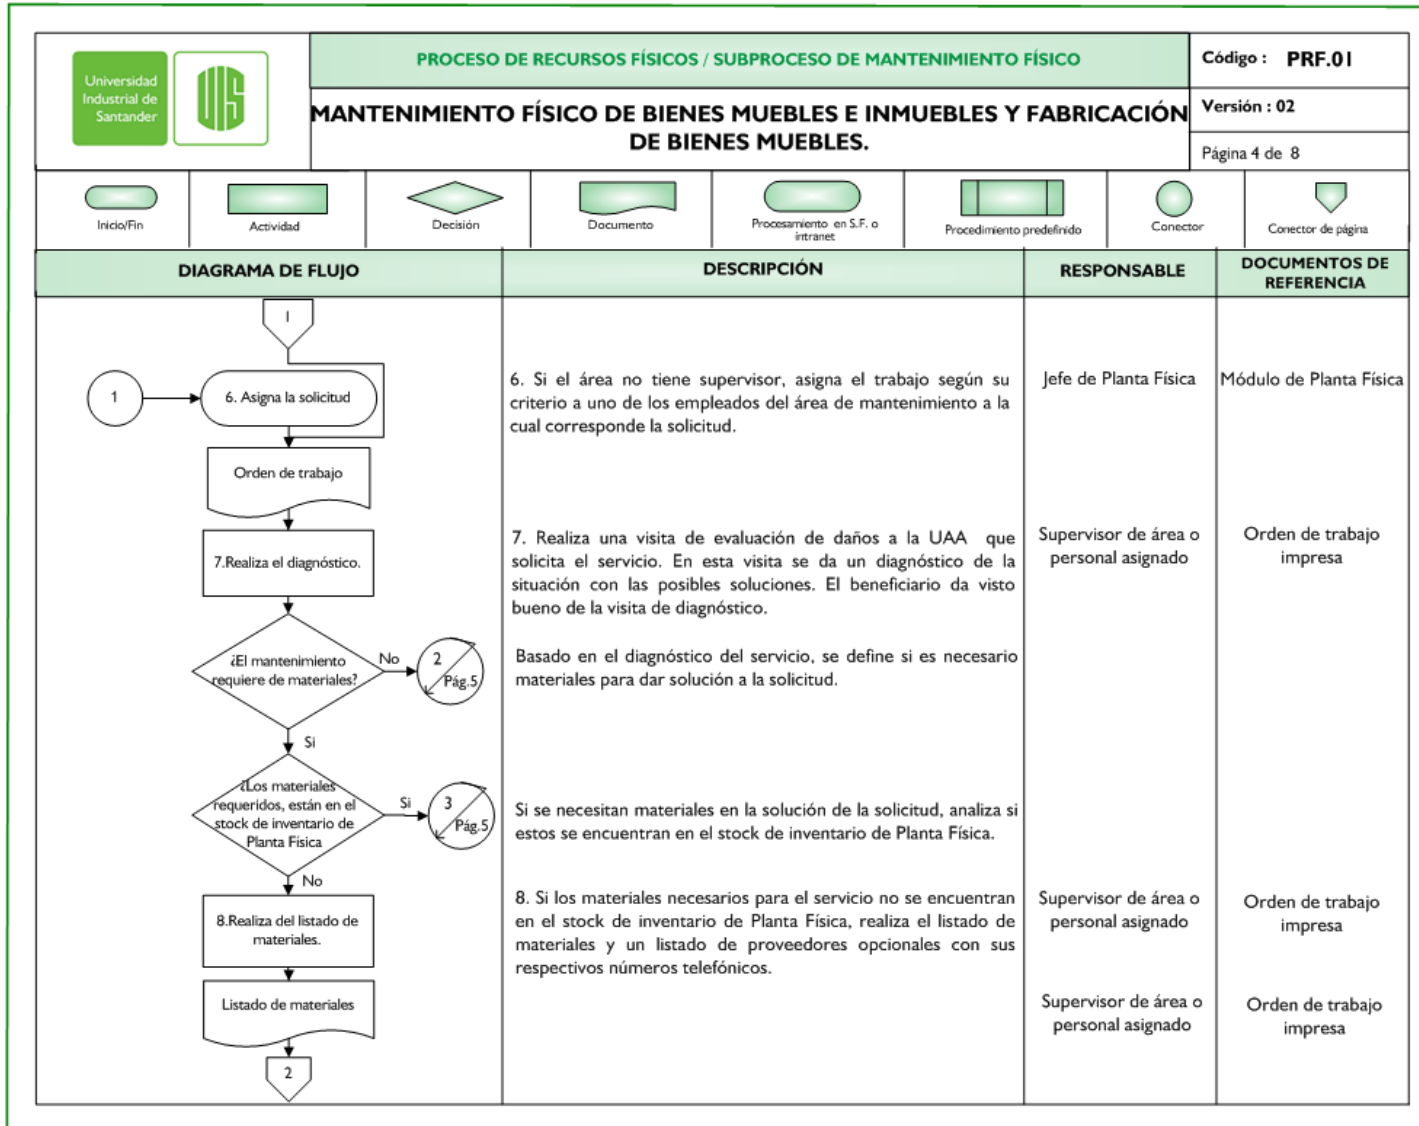 Universidad
Industrial de
Santander
UIS
PROCESO DE RECURSOS FÍSICOS / SUBPROCESO DE MANTENIMIENTO FÍSICO
Código : PRF.01
MANTENIMIENTO FÍSICO DE BIENES MUEBLES E INMUEBLES Y FABRICACIÓN
DE BIENES MUEBLES.
Versión : 02
Página 4 de 8
Inicio/Fin
Actividad
Decisión
Documento
Procesamiento en S.F. o
intranet
Procedimiento predefinido
Conector
Conector de página
DIAGRAMA DE FLUJO
DESCRIPCIÓN
RESPONSABLE
DOCUMENTOS DE
REFERENCIA
1
1
6. Asigna la solicitud
6. Si el área no tiene supervisor, asigna el trabajo según su
criterio a uno de los empleados del área de mantenimiento a la
cual corresponde la solicitud.
Jefe de Planta Física
Módulo de Planta Física
Orden de trabajo
7.Realiza el diagnóstico.
7. Realiza una visita de evaluación de daños a la UAA que
solicita el servicio. En esta visita se da un diagnóstico de la
situación con las posibles soluciones. El beneficiario da visto
bueno de la visita de diagnóstico.
Supervisor de área o
personal asignado
Orden de trabajo
impresa
¿El mantenimiento
requiere de materiales?
No
2
Pág.5
Basado en el diagnóstico del servicio, se define si es necesario
materiales para dar solución a la solicitud.
Si
¿Los materiales
requeridos, están en el
stock de inventario de
Planta Física
Si
3
Pág.5
Si se necesitan materiales en la solución de la solicitud, analiza si
estos se encuentran en el stock de inventario de Planta Física.
No
8.Realiza del listado de
materiales.
8. Si los materiales necesarios para el servicio no se encuentran
en el stock de inventario de Planta Física, realiza el listado de
materiales y un listado de proveedores opcionales con sus
respectivos números telefónicos.
Supervisor de área o
personal asignado
Orden de trabajo
impresa
Listado de materiales
Supervisor de área o
personal asignado
Orden de trabajo
impresa
2